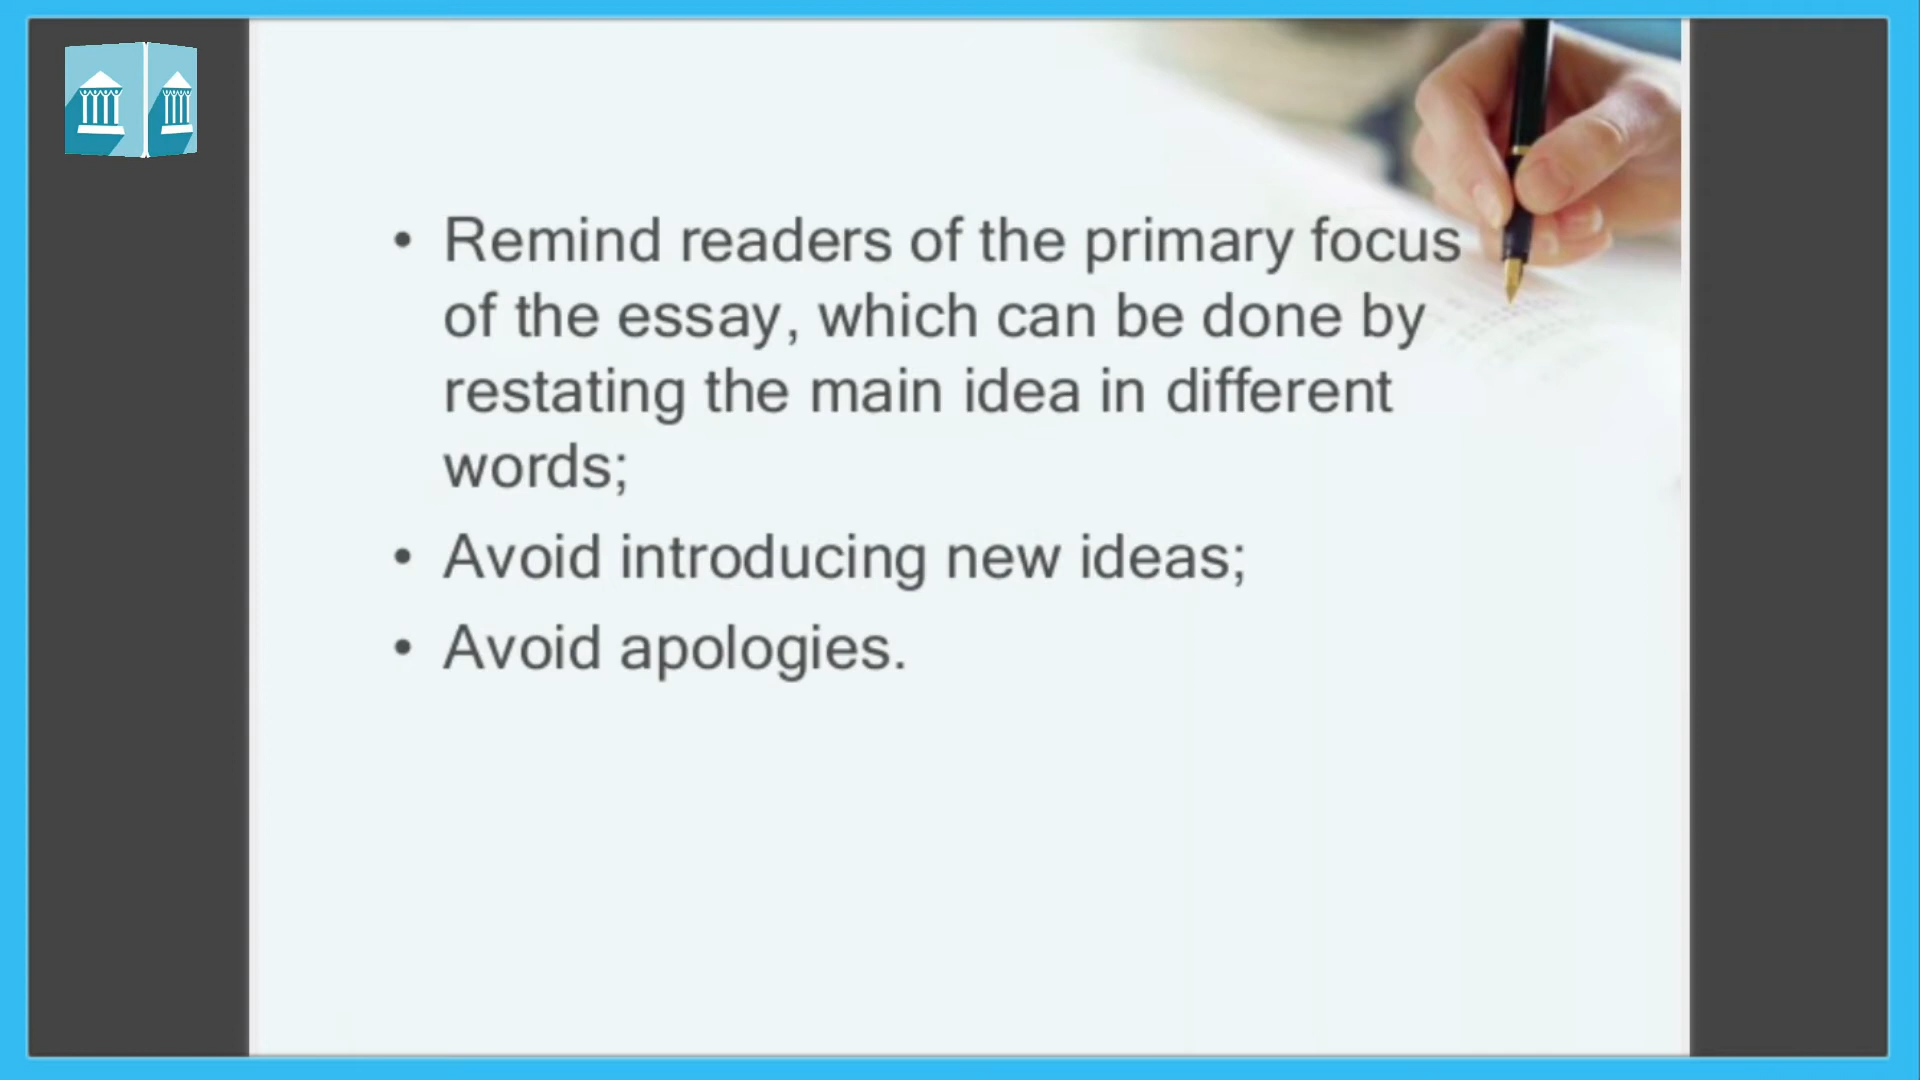 • Remind readers of the primary focus
of the essay, which can be done by
restating the main idea in different
words;
• Avoid introducing new ideas;
• Avoid apologies.